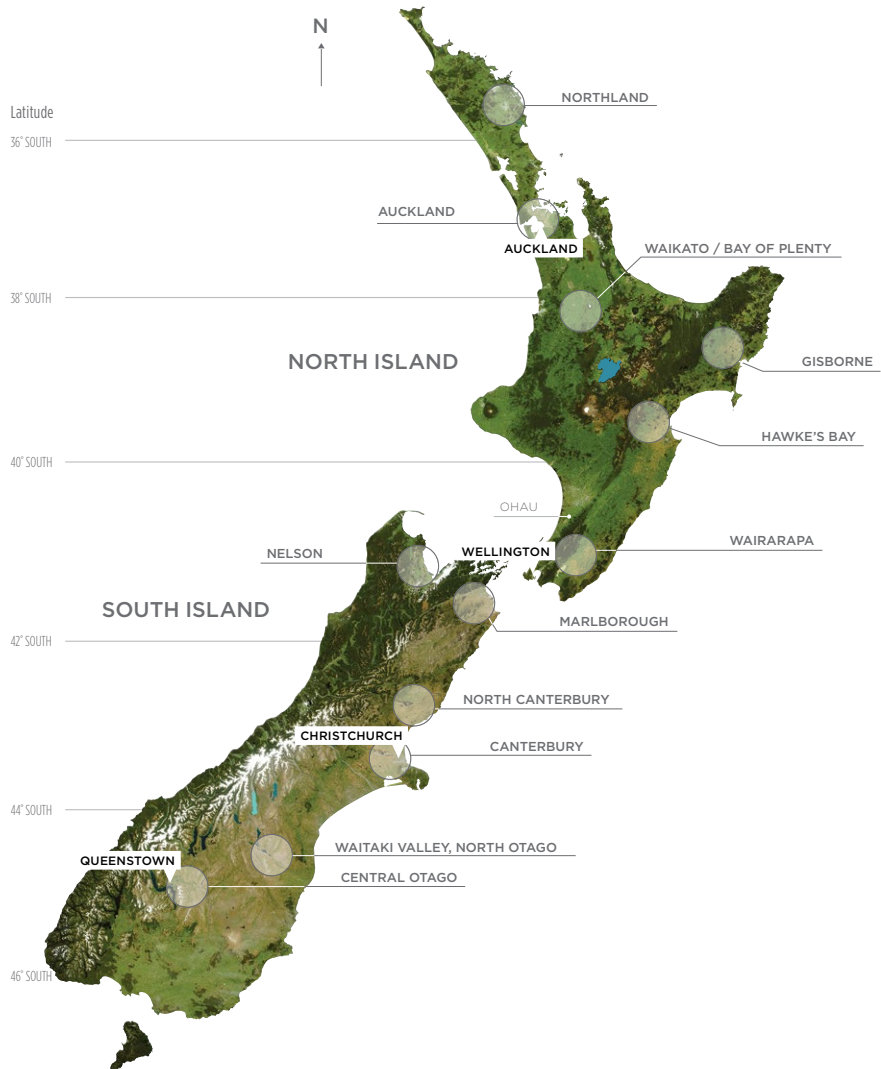 N
NORTHLAND
Latitude
36° SOUTH
AUCKLAND
AUCKLAND
WAIKATO / BAY OF PLENTY
38° SOUTH
NORTH ISLAND
GISBORNE
HAWKE'S BAY
40° SOUTH
OHAU
WAIRARAPA
WELLINGTON
NELSON
SOUTH ISLAND
MARLBOROUGH
42° SOUTH
NORTH CANTERBURY
CHRISTCHURCH
CANTERBURY
44° SOUTH
WAITAKI VALLEY, NORTH OTAGO
QUEENSTOWN
CENTRAL OTAGO
46° SOUTH